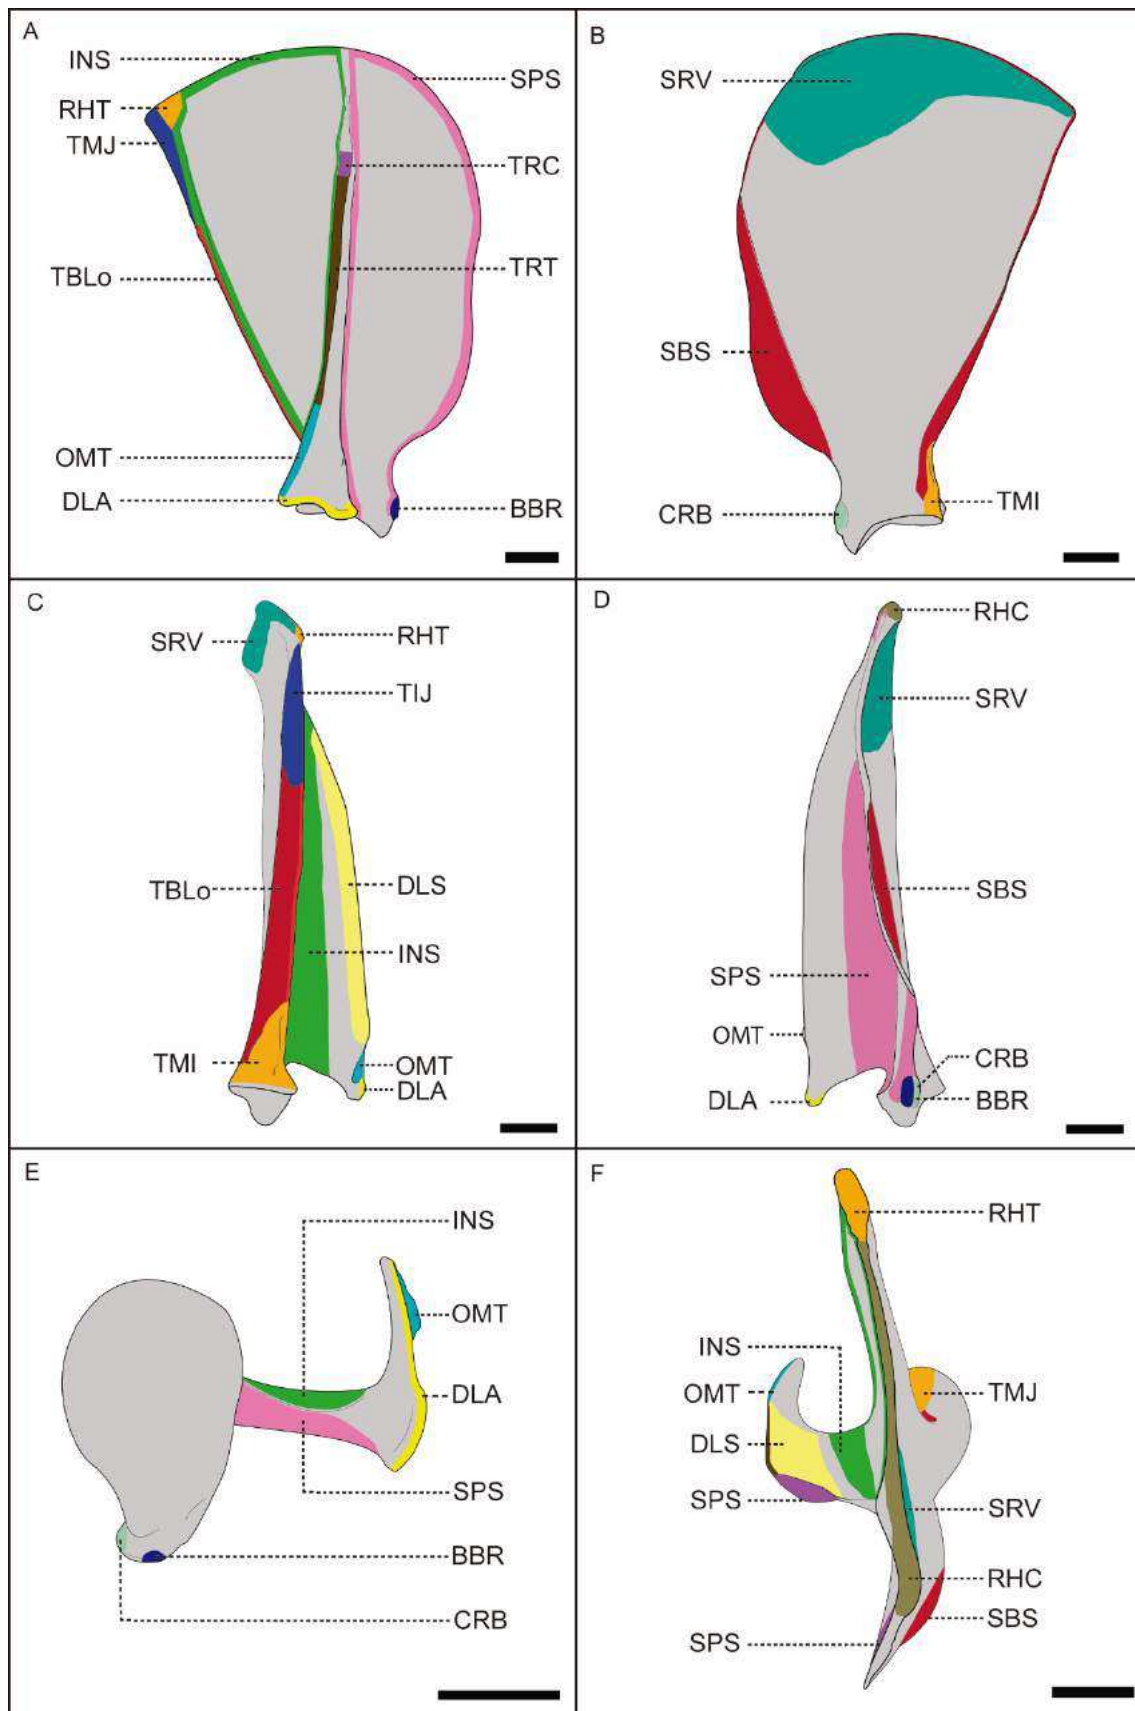 A
INS
RHT
TMJ
TBLo
OMT
DLA
SPS
TRC
TRT
BBR
B
SRV
SBS
CRB
TMI
C
SRV
RHT
TIJ
TBLo
DLS
INS
TMI
OMT
DLA
D
RHC
SRV
SBS
SPS
OMT
CRB
DLA
BBR
E
INS
OMT
DLA
SPS
BBR
CRB
F
RHT
INS
OMT
TMJ
DLS
SPS
SRV
RHC
SBS
SPS